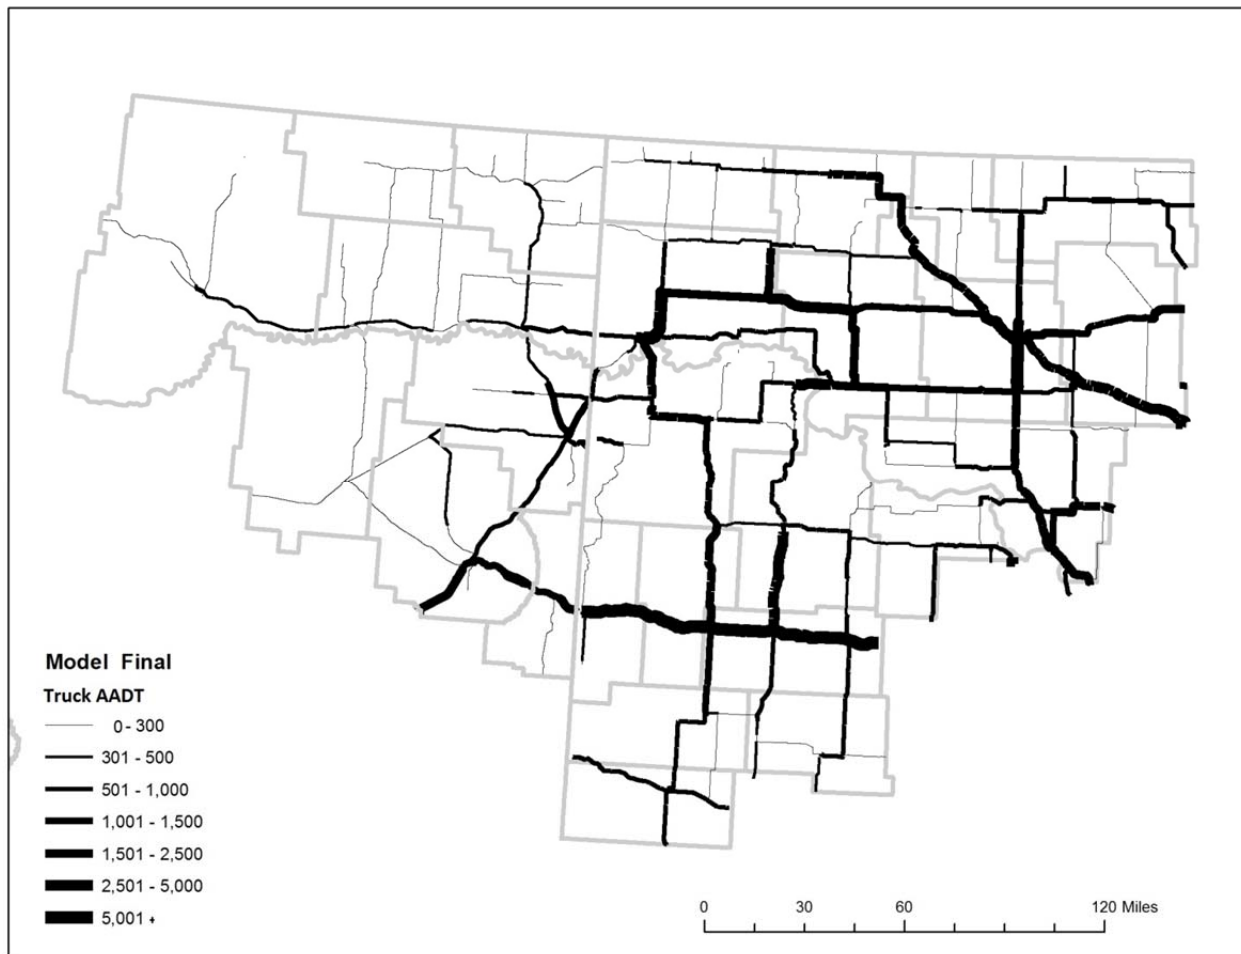 Model Final
Truck AADT
0 - 300
301 - 500
501 - 1,000
1,001 - 1,500
1,501 - 2,500
2,501 - 5,000
5,001 +
0 30 60 120 Miles